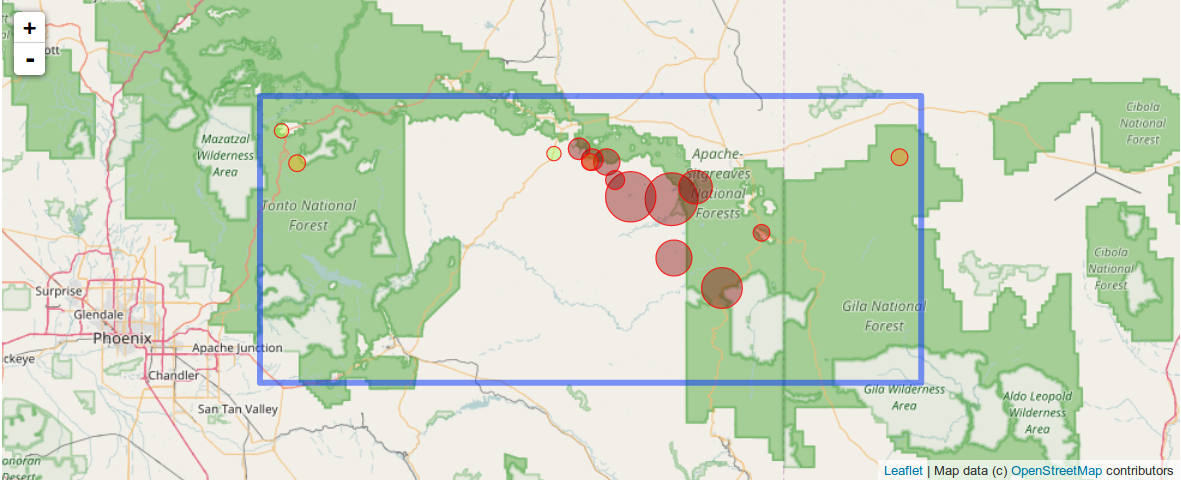 +
-
ott
Mazatzal
Wilderness
Area
Tonto National
Forest
Apache-
Sitgreaves
National
Forests
Cibola
National
Forest
Cibola
National
Forest
Gila National
Forest
Surprise
Glendale
Phoenix
Apache Junction
ckeye
Chandler
San Tan Valley
Gila Wilderness
Area
Aldo Leopold
Wilderness
Area
onoran
Desert
Leaflet | Map data (c) OpenStreetMap contributors